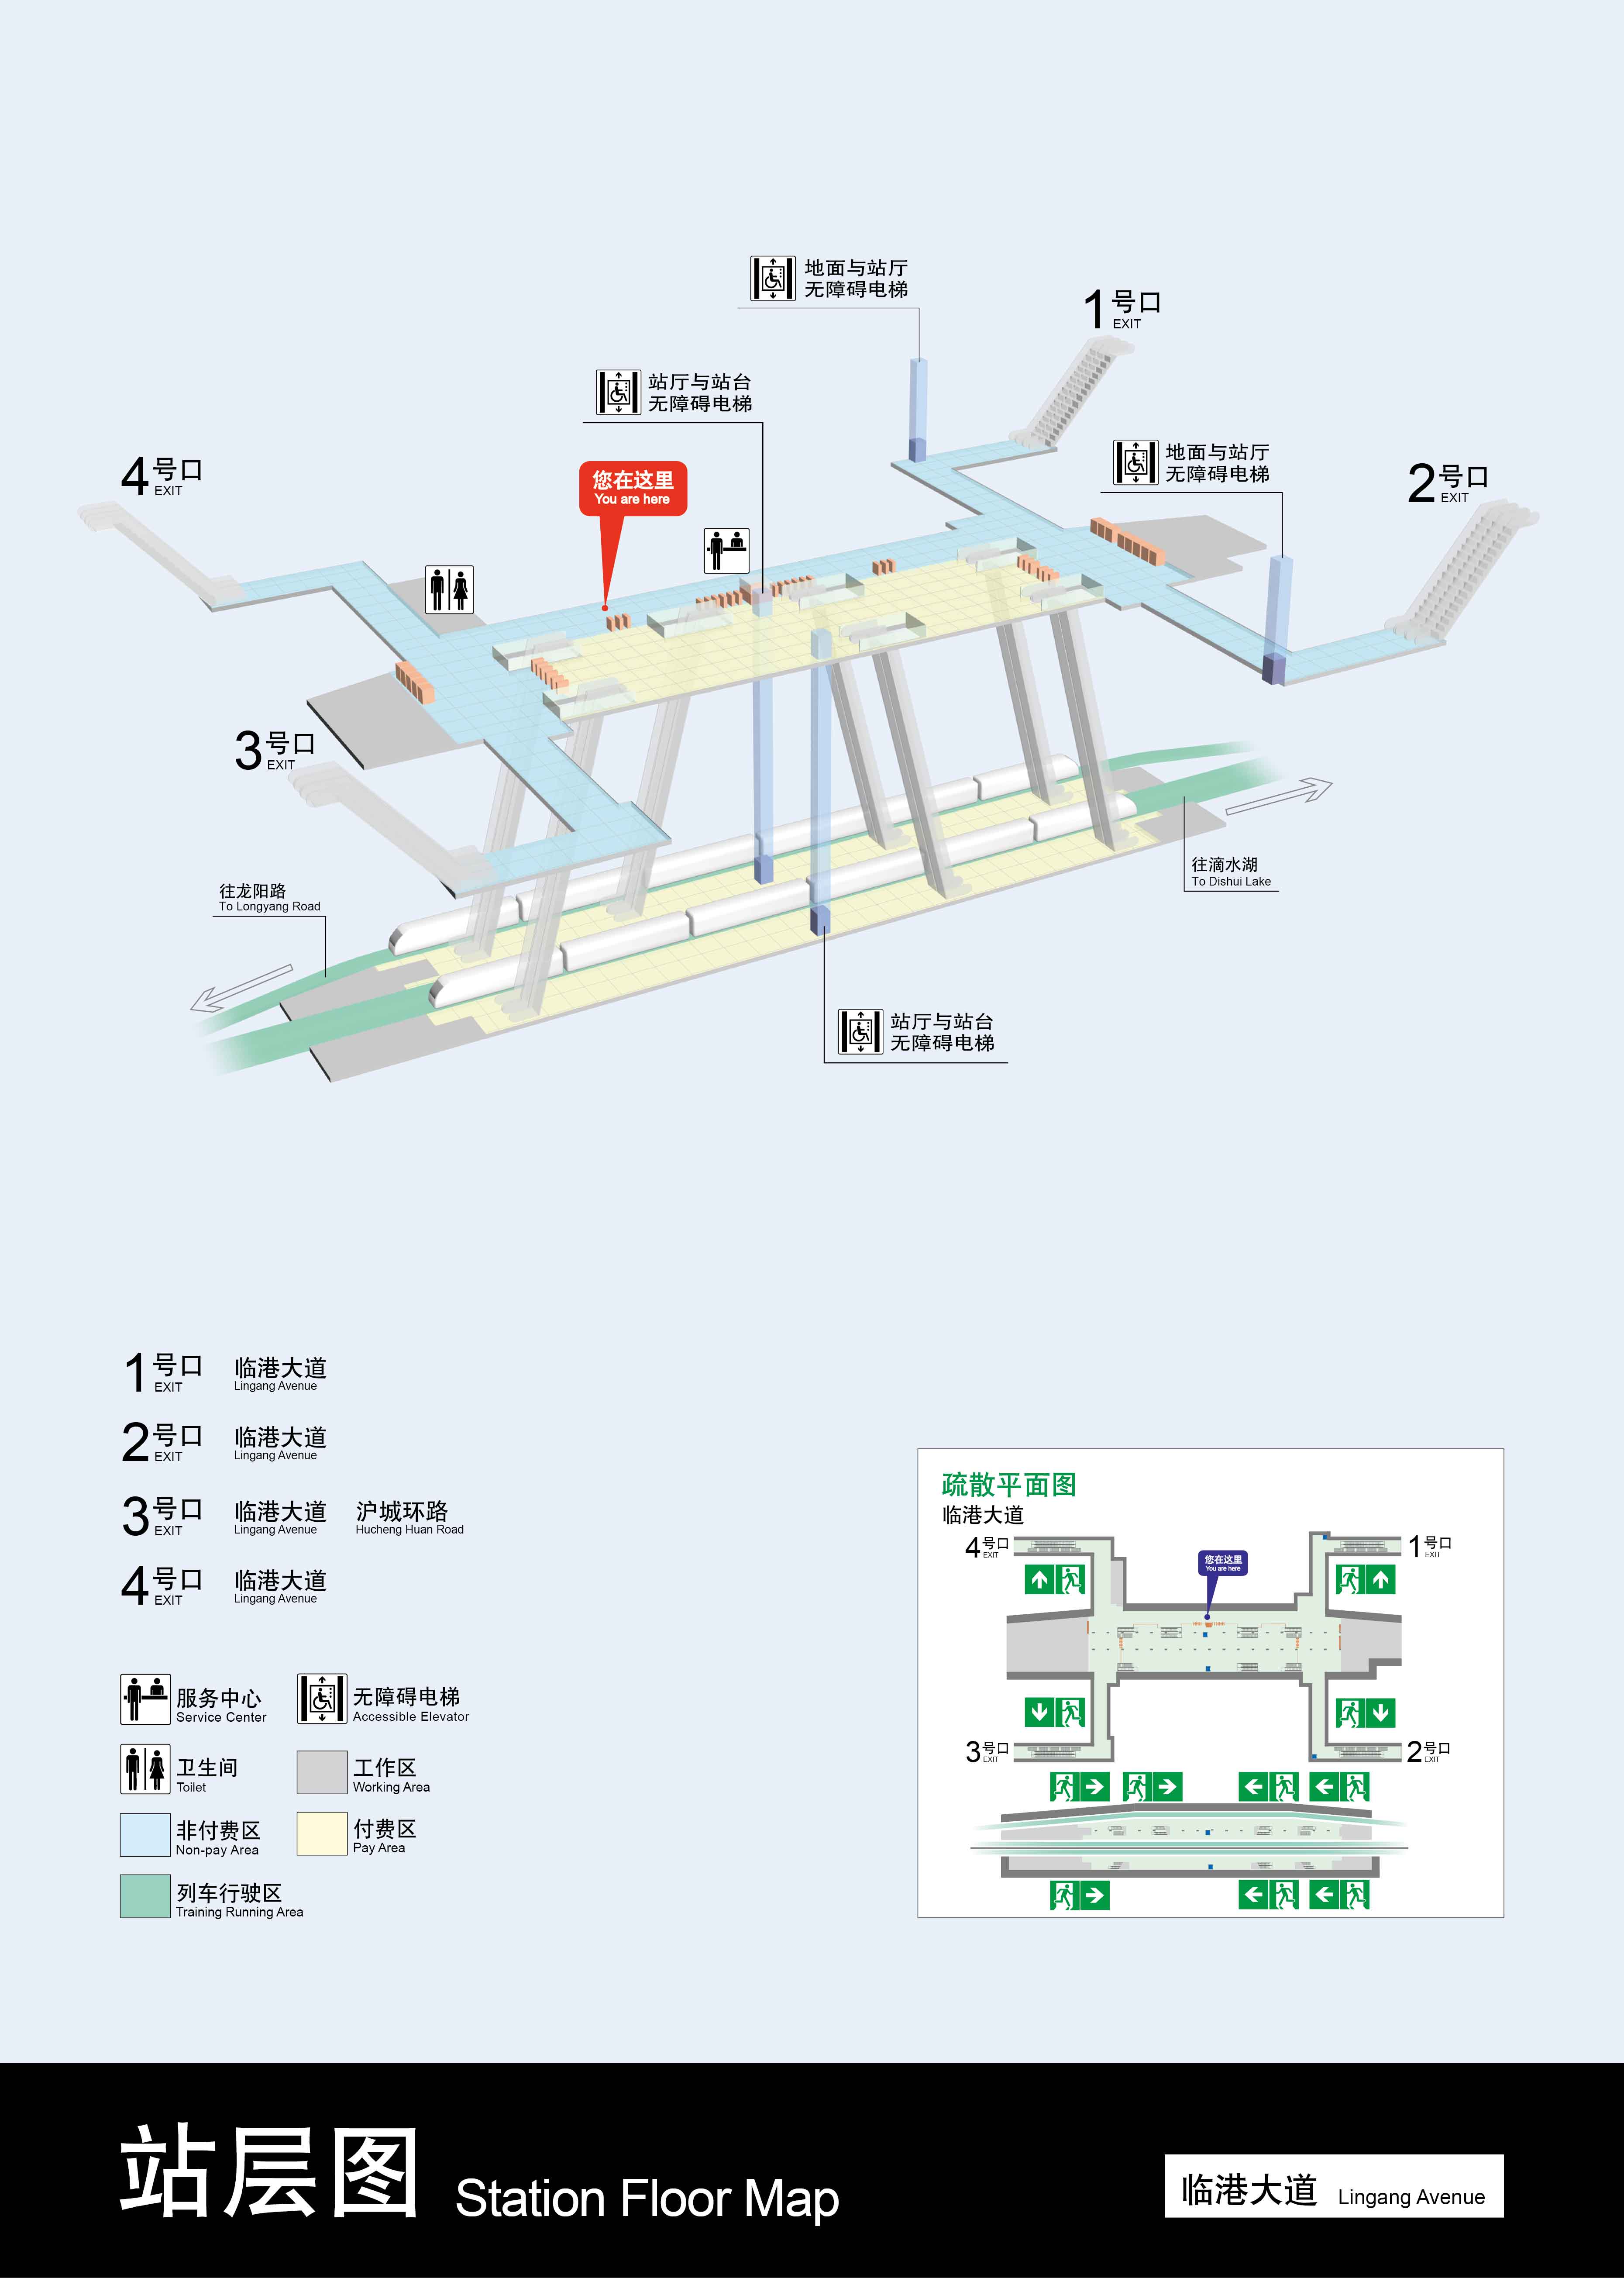 地面与站厅
无障碍电梯
1号口
EXIT
站厅与站台
无障碍电梯
地面与站厅
无障碍电梯
4号口
EXIT
您在这里
You are here
2号口
EXIT
3号口
EXIT
往龙阳路
To Longyang Road
往滴水湖
To Dishui Lake
站厅与站台
无障碍电梯
1号口
EXIT
临港大道
Lingang Avenue
2号口
EXIT
临港大道
Lingang Avenue
3号口
EXIT
临港大道
Lingang Avenue
沪城环路
Hucheng Huan Road
4号口
EXIT
临港大道
Lingang Avenue
服务中心
Service Center
无障碍电梯
Accessible Elevator
卫生间
Toilet
工作区
Working Area
非付费区
Non-pay Area
付费区
Pay Area
列车行驶区
Training Running Area
疏散平面图
临港大道
4号口
EXIT
您在这里
You are here
1号口
EXIT
3号口
EXIT
2号口
EXIT
站层图 Station Floor Map
临港大道 Lingang Avenue